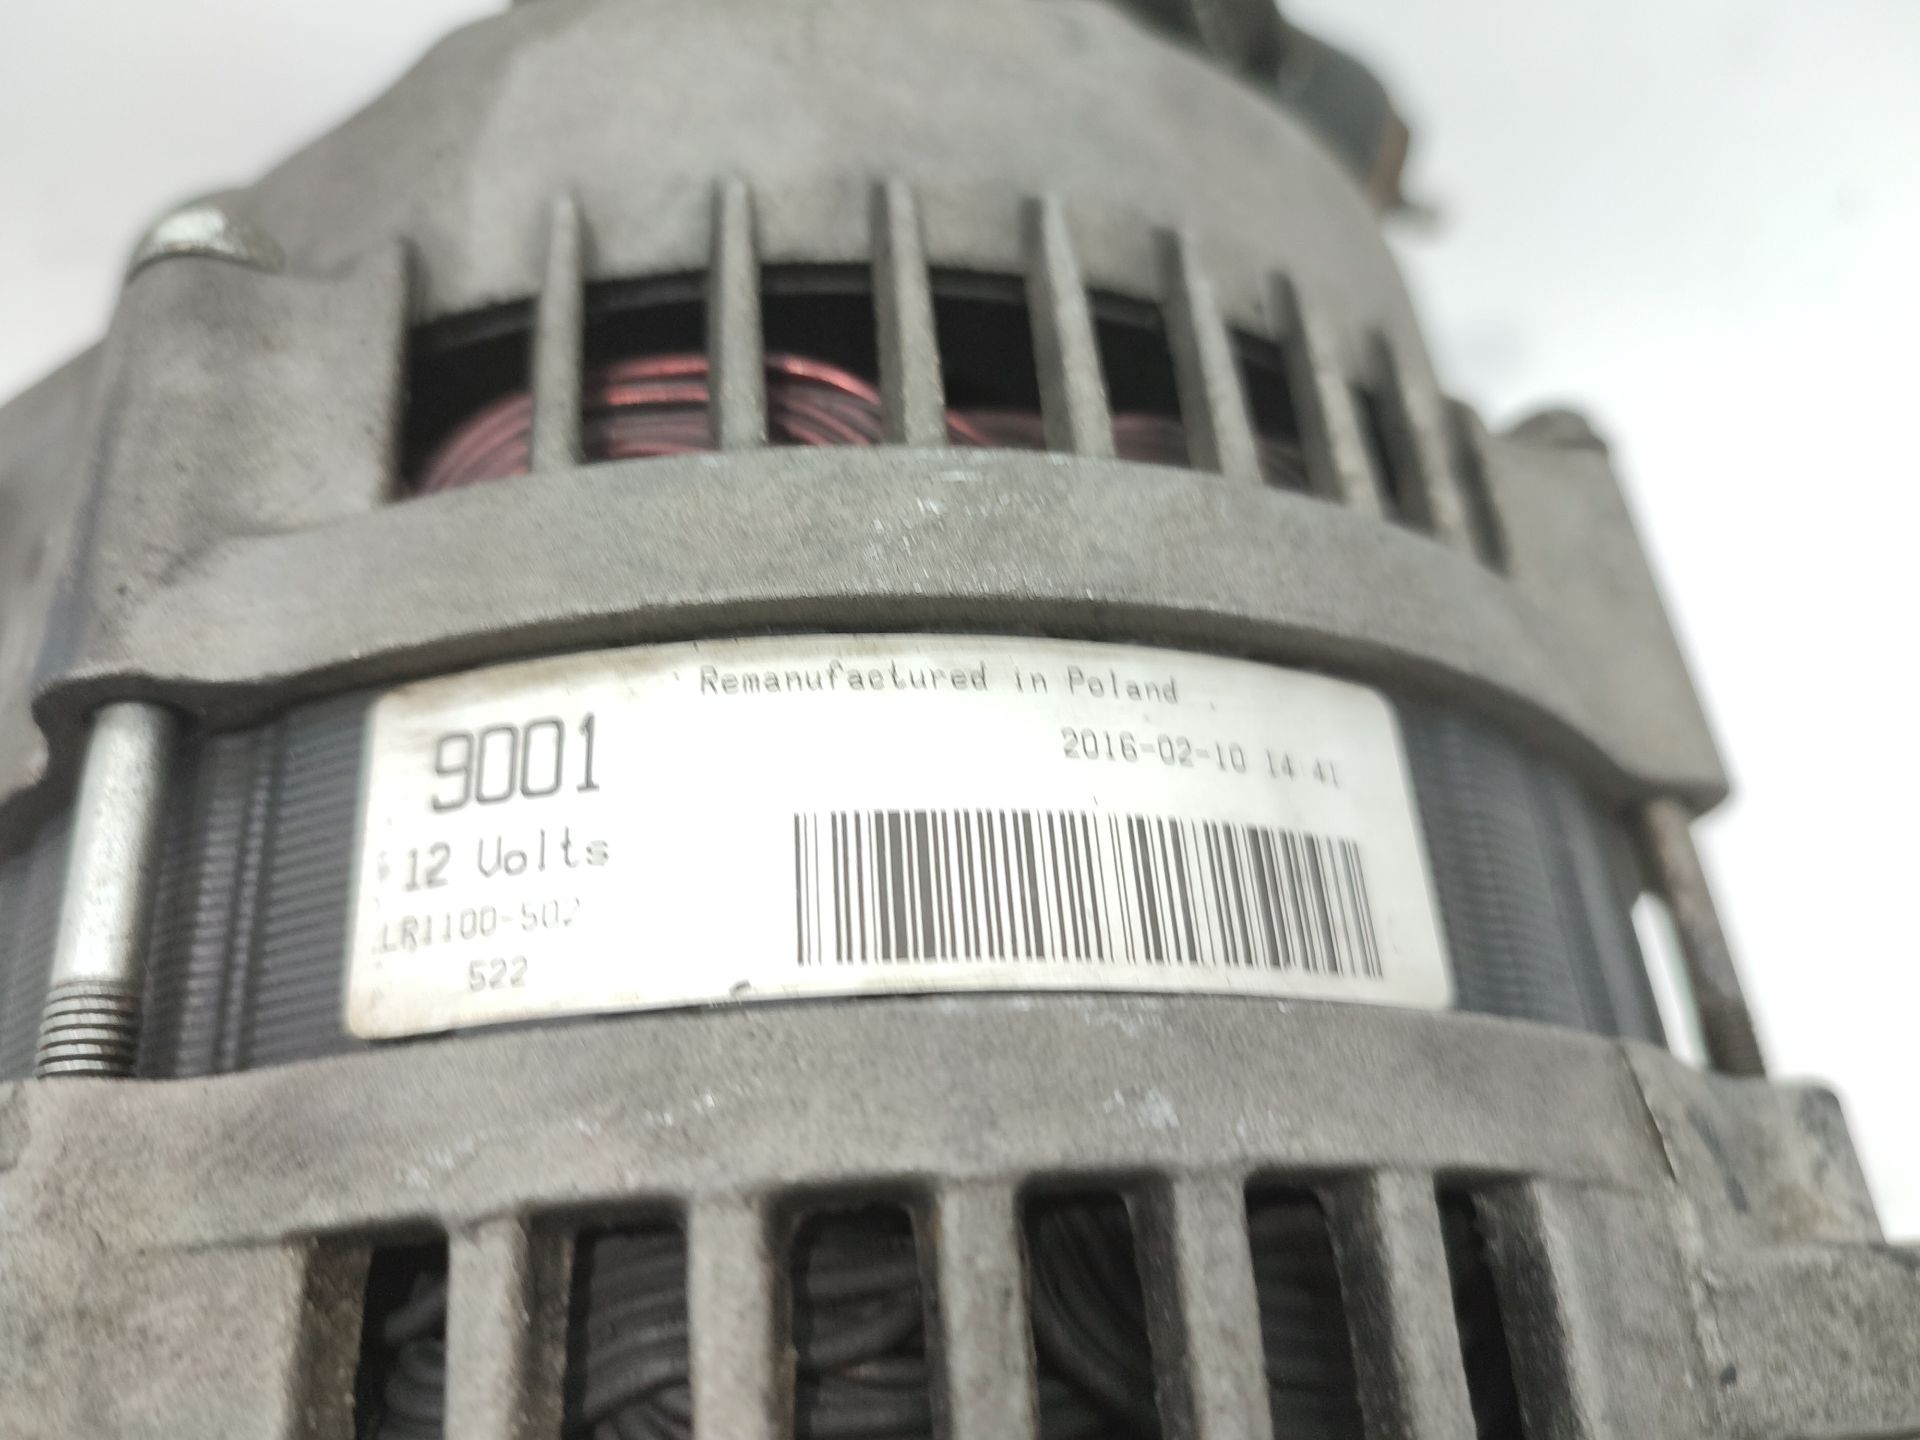 Remanufactured in Poland
9001
2016-02-10 14:41
12 Volts
LR1100-502
522